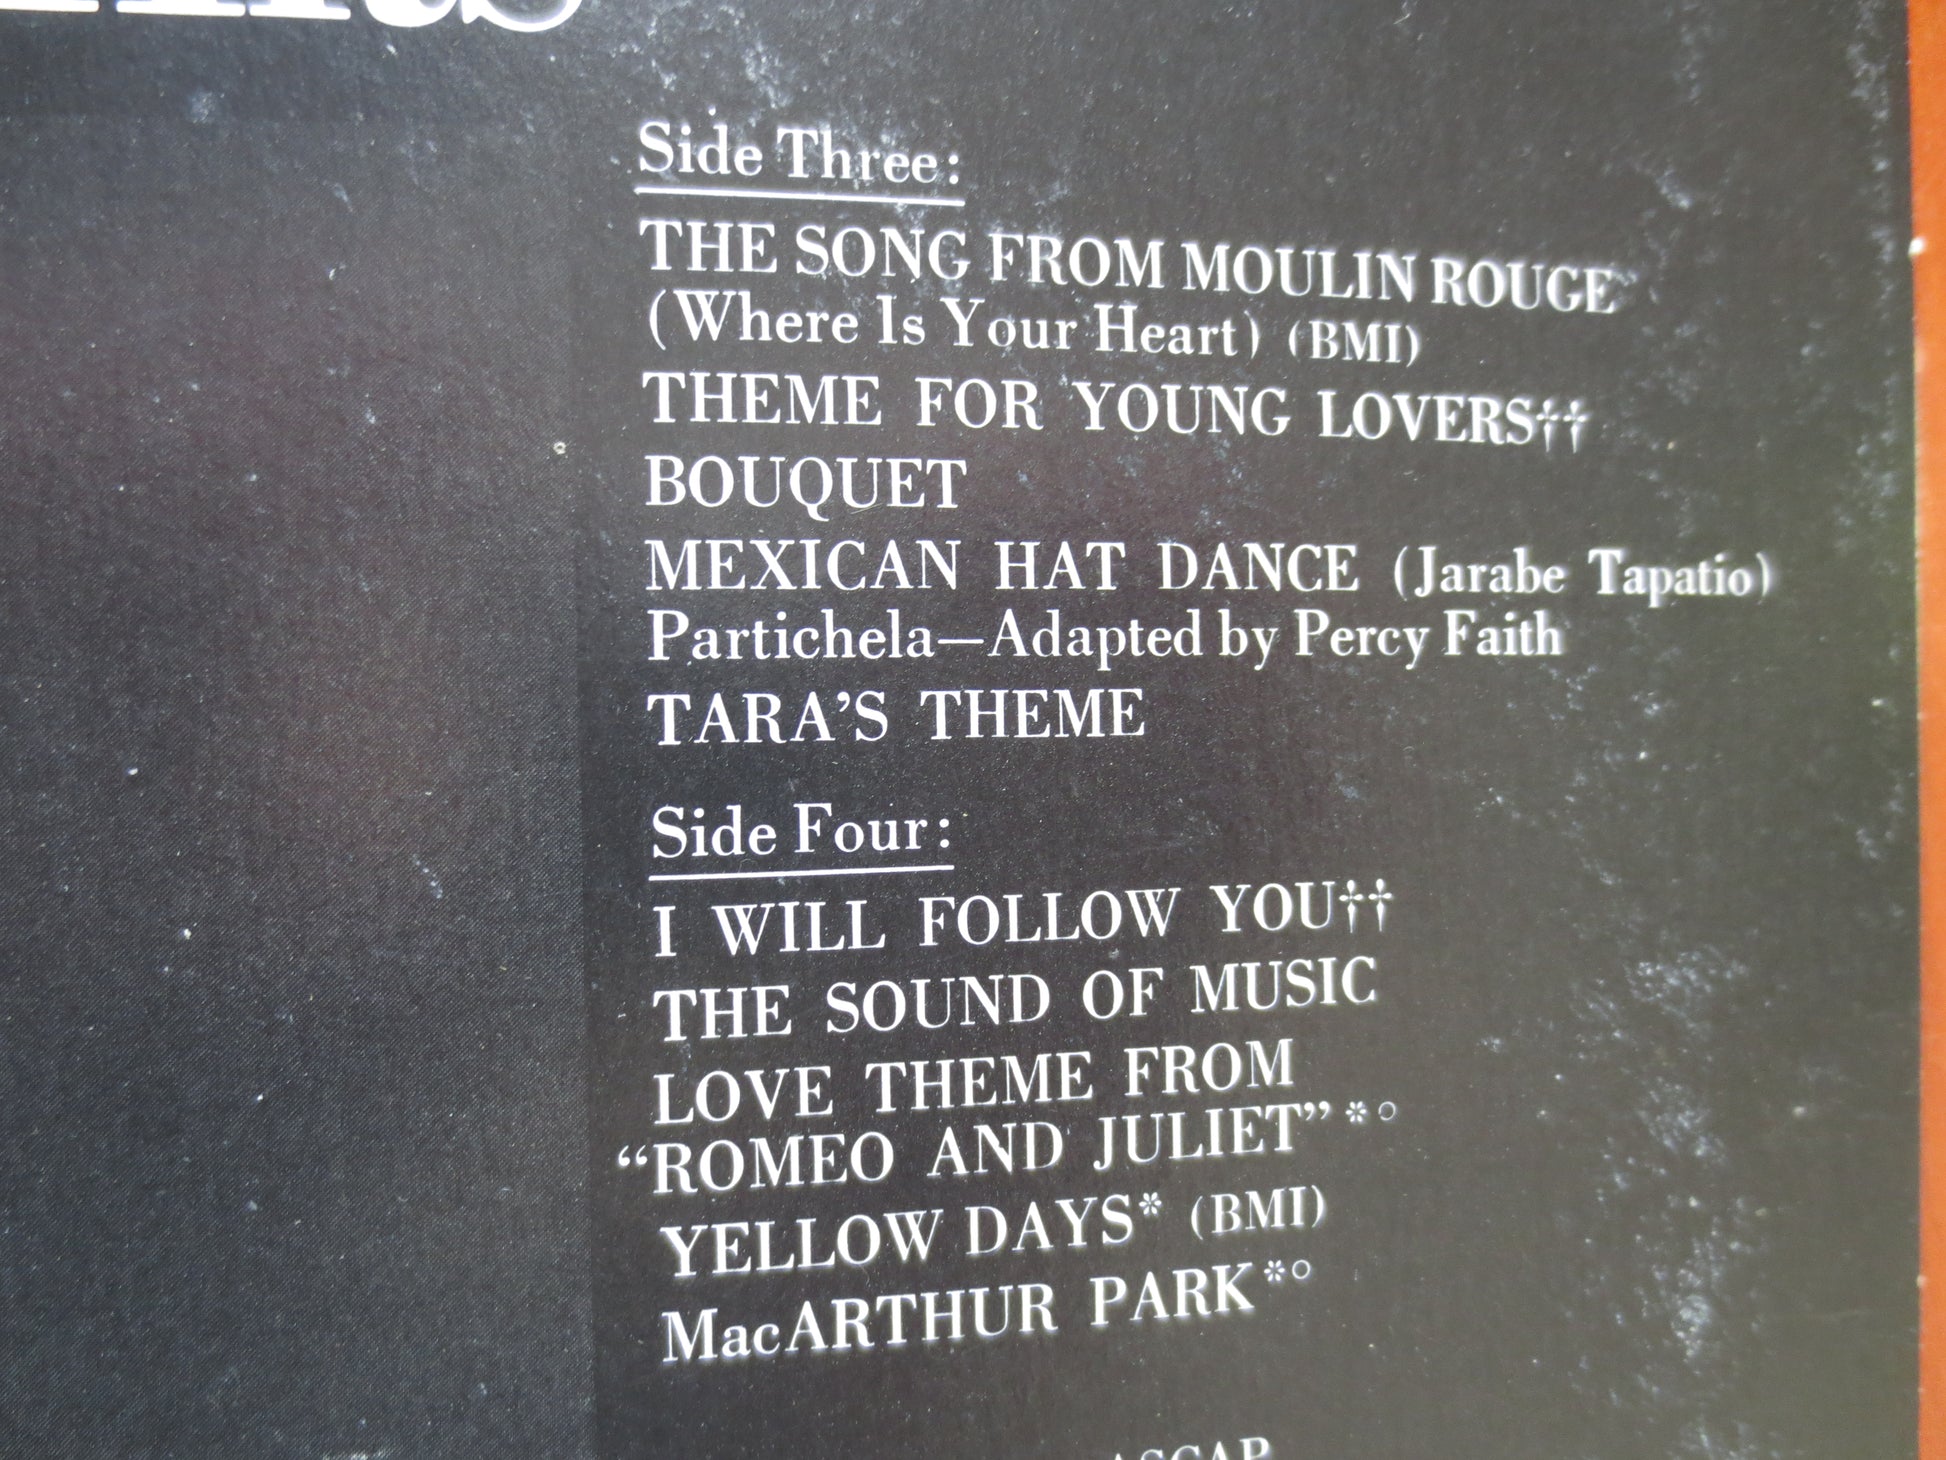 Side Three:
THE SONG FROM MOULIN ROUGE
(Where Is Your Heart) (BMI)
THEME FOR YOUNG LOVERS††
BOUQUET
MEXICAN HAT DANCE (Jarabe Tapatio)
Partichela—Adapted by Percy Faith
TARA'S THEME
Side Four:
I WILL FOLLOW YOU††
THE SOUND OF MUSIC
LOVE THEME FROM
“ROMEO AND JULIET”*°
YELLOW DAYS* (BMI)
MacARTHUR PARK*°
ASCAP